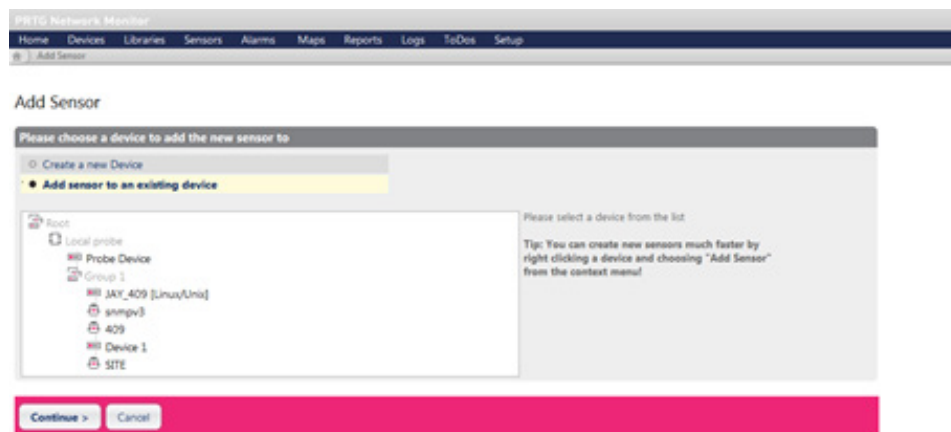 PRTG Network Monitor
Home Devices Libraries Sensors Alarms Maps Reports Logs ToDos Setup
Add Sensor
Add Sensor
Please choose a device to add the new sensor to
Create a new Device
Add sensor to an existing device
Root
Local probe
Probe Device
Group 1
JAY_409 [Linux/Unix]
snmpv3
409
Device 1
SITE
Please select a device from the list
Tip: You can create new sensors much faster by
right clicking a device and choosing "Add Sensor"
from the context menu!
Continue > Cancel